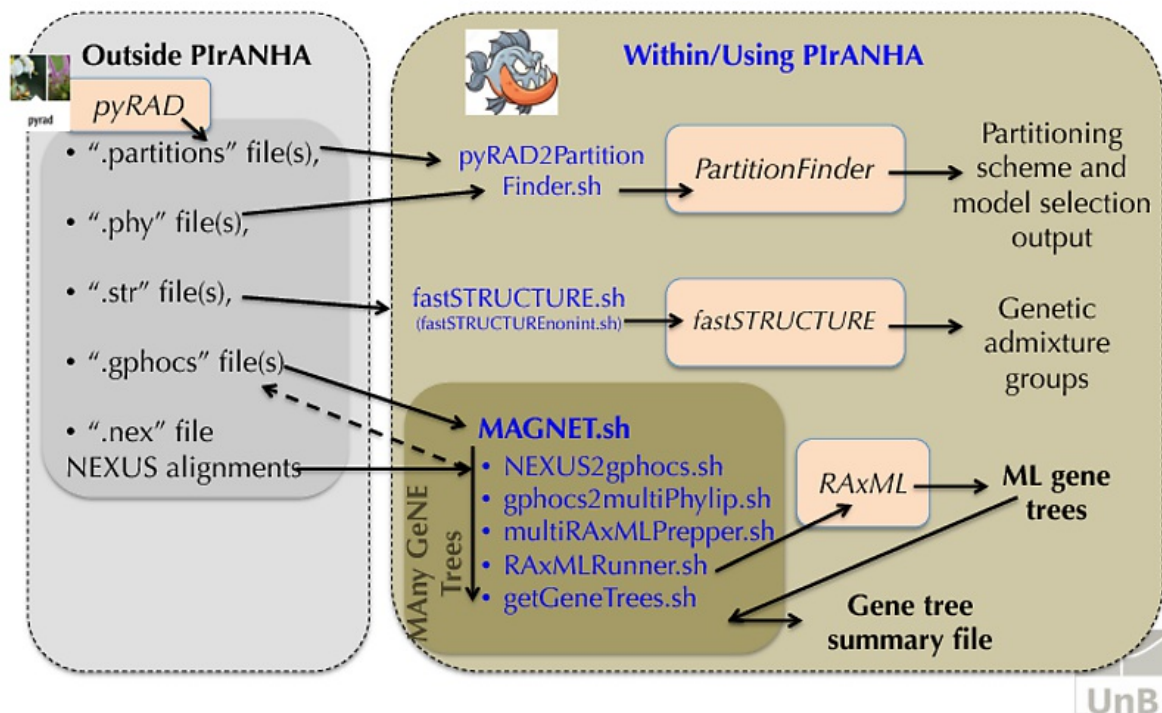 Outside PIrANHA
pyrad
pyRAD
• “.partitions” file(s),
• “.phy” file(s),
• “.str” file(s),
• “.gphocs” file(s)
• “.nex” file
NEXUS alignments
Within/Using PIrANHA
pyRAD2Partition
Finder.sh
PartitionFinder
Partitioning
scheme and
model selection
output
fastSTRUCTURE.sh
(fastSTRUCTUREnonint.sh)
fastSTRUCTURE
Genetic
admixture
groups
MAny GeNE
Trees
MAGNET.sh
• NEXUS2gphocs.sh
• gphocs2multiPhylip.sh
• multiRAxMLPrepper.sh
• RAxMLRunner.sh
• getGeneTrees.sh
RAxML
ML gene
trees
Gene tree
summary file
UnB